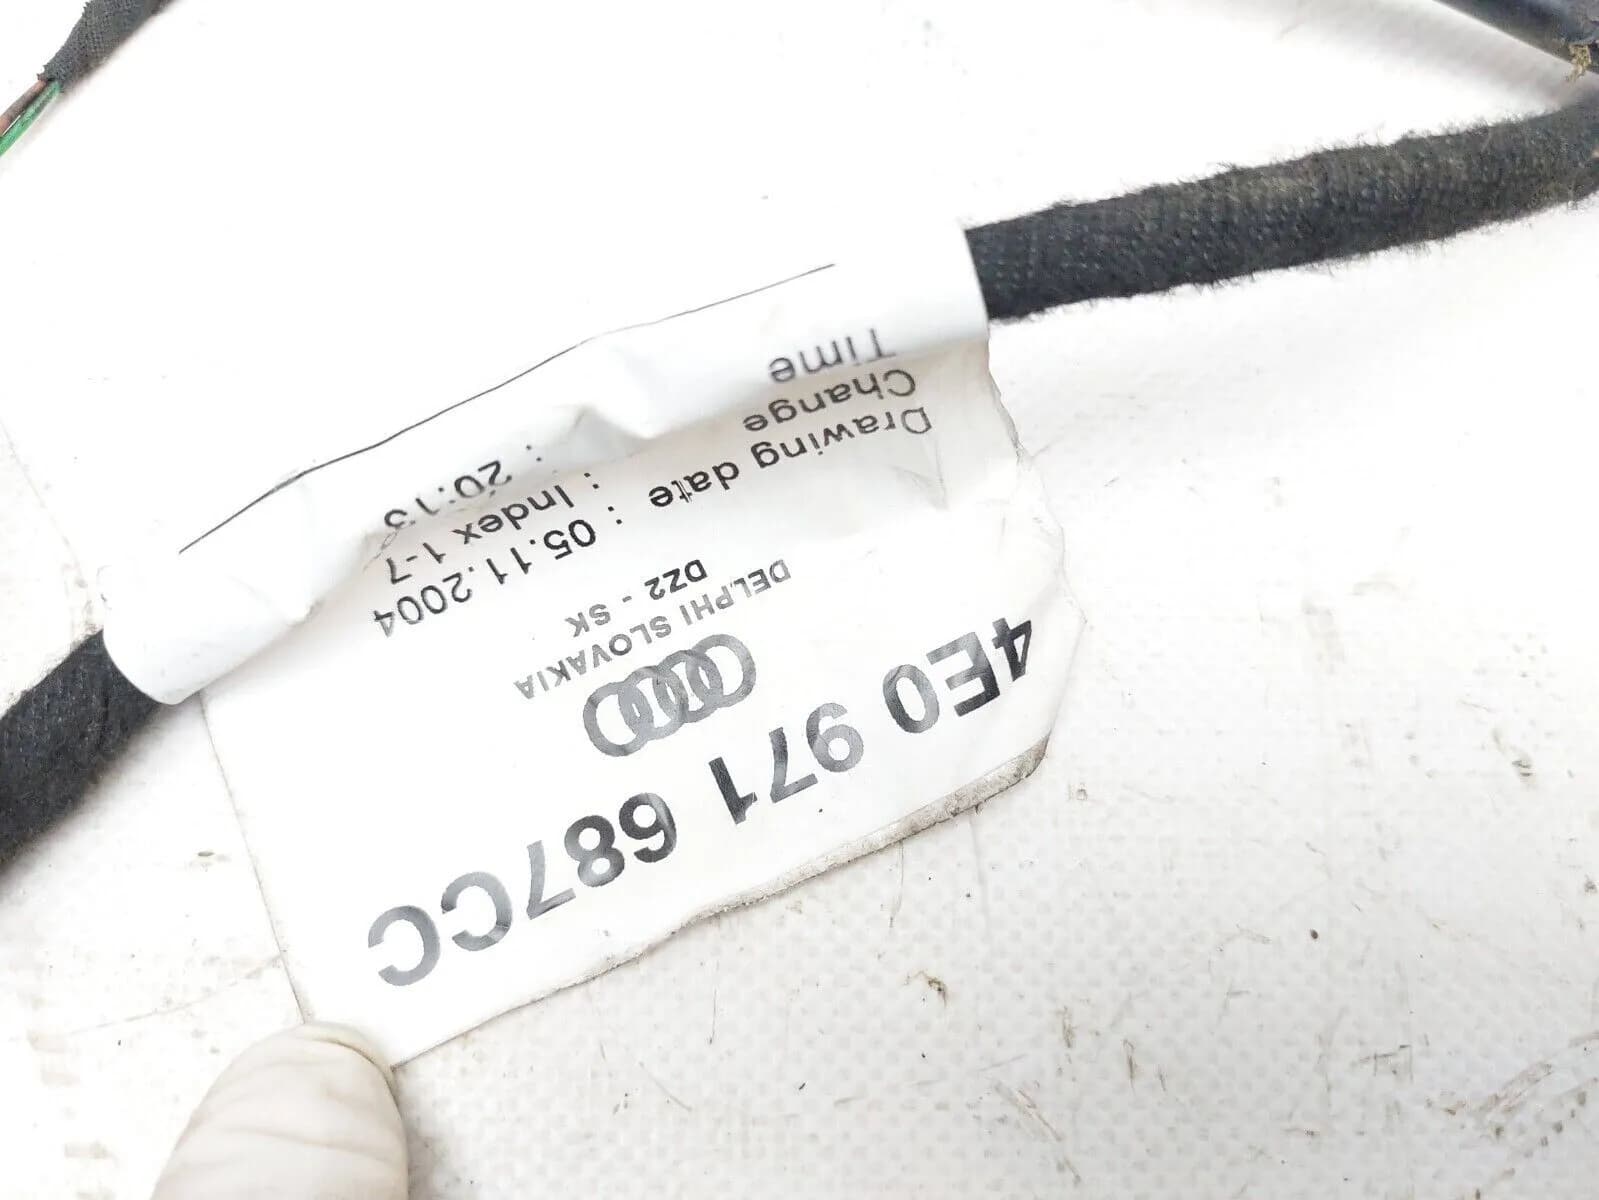 4E0 971 687CC
DELPHI SLOVAKIA
DZ2 - SK
Drawing date : 05.11.2004
Change : Index 1-7
Time : 20:13